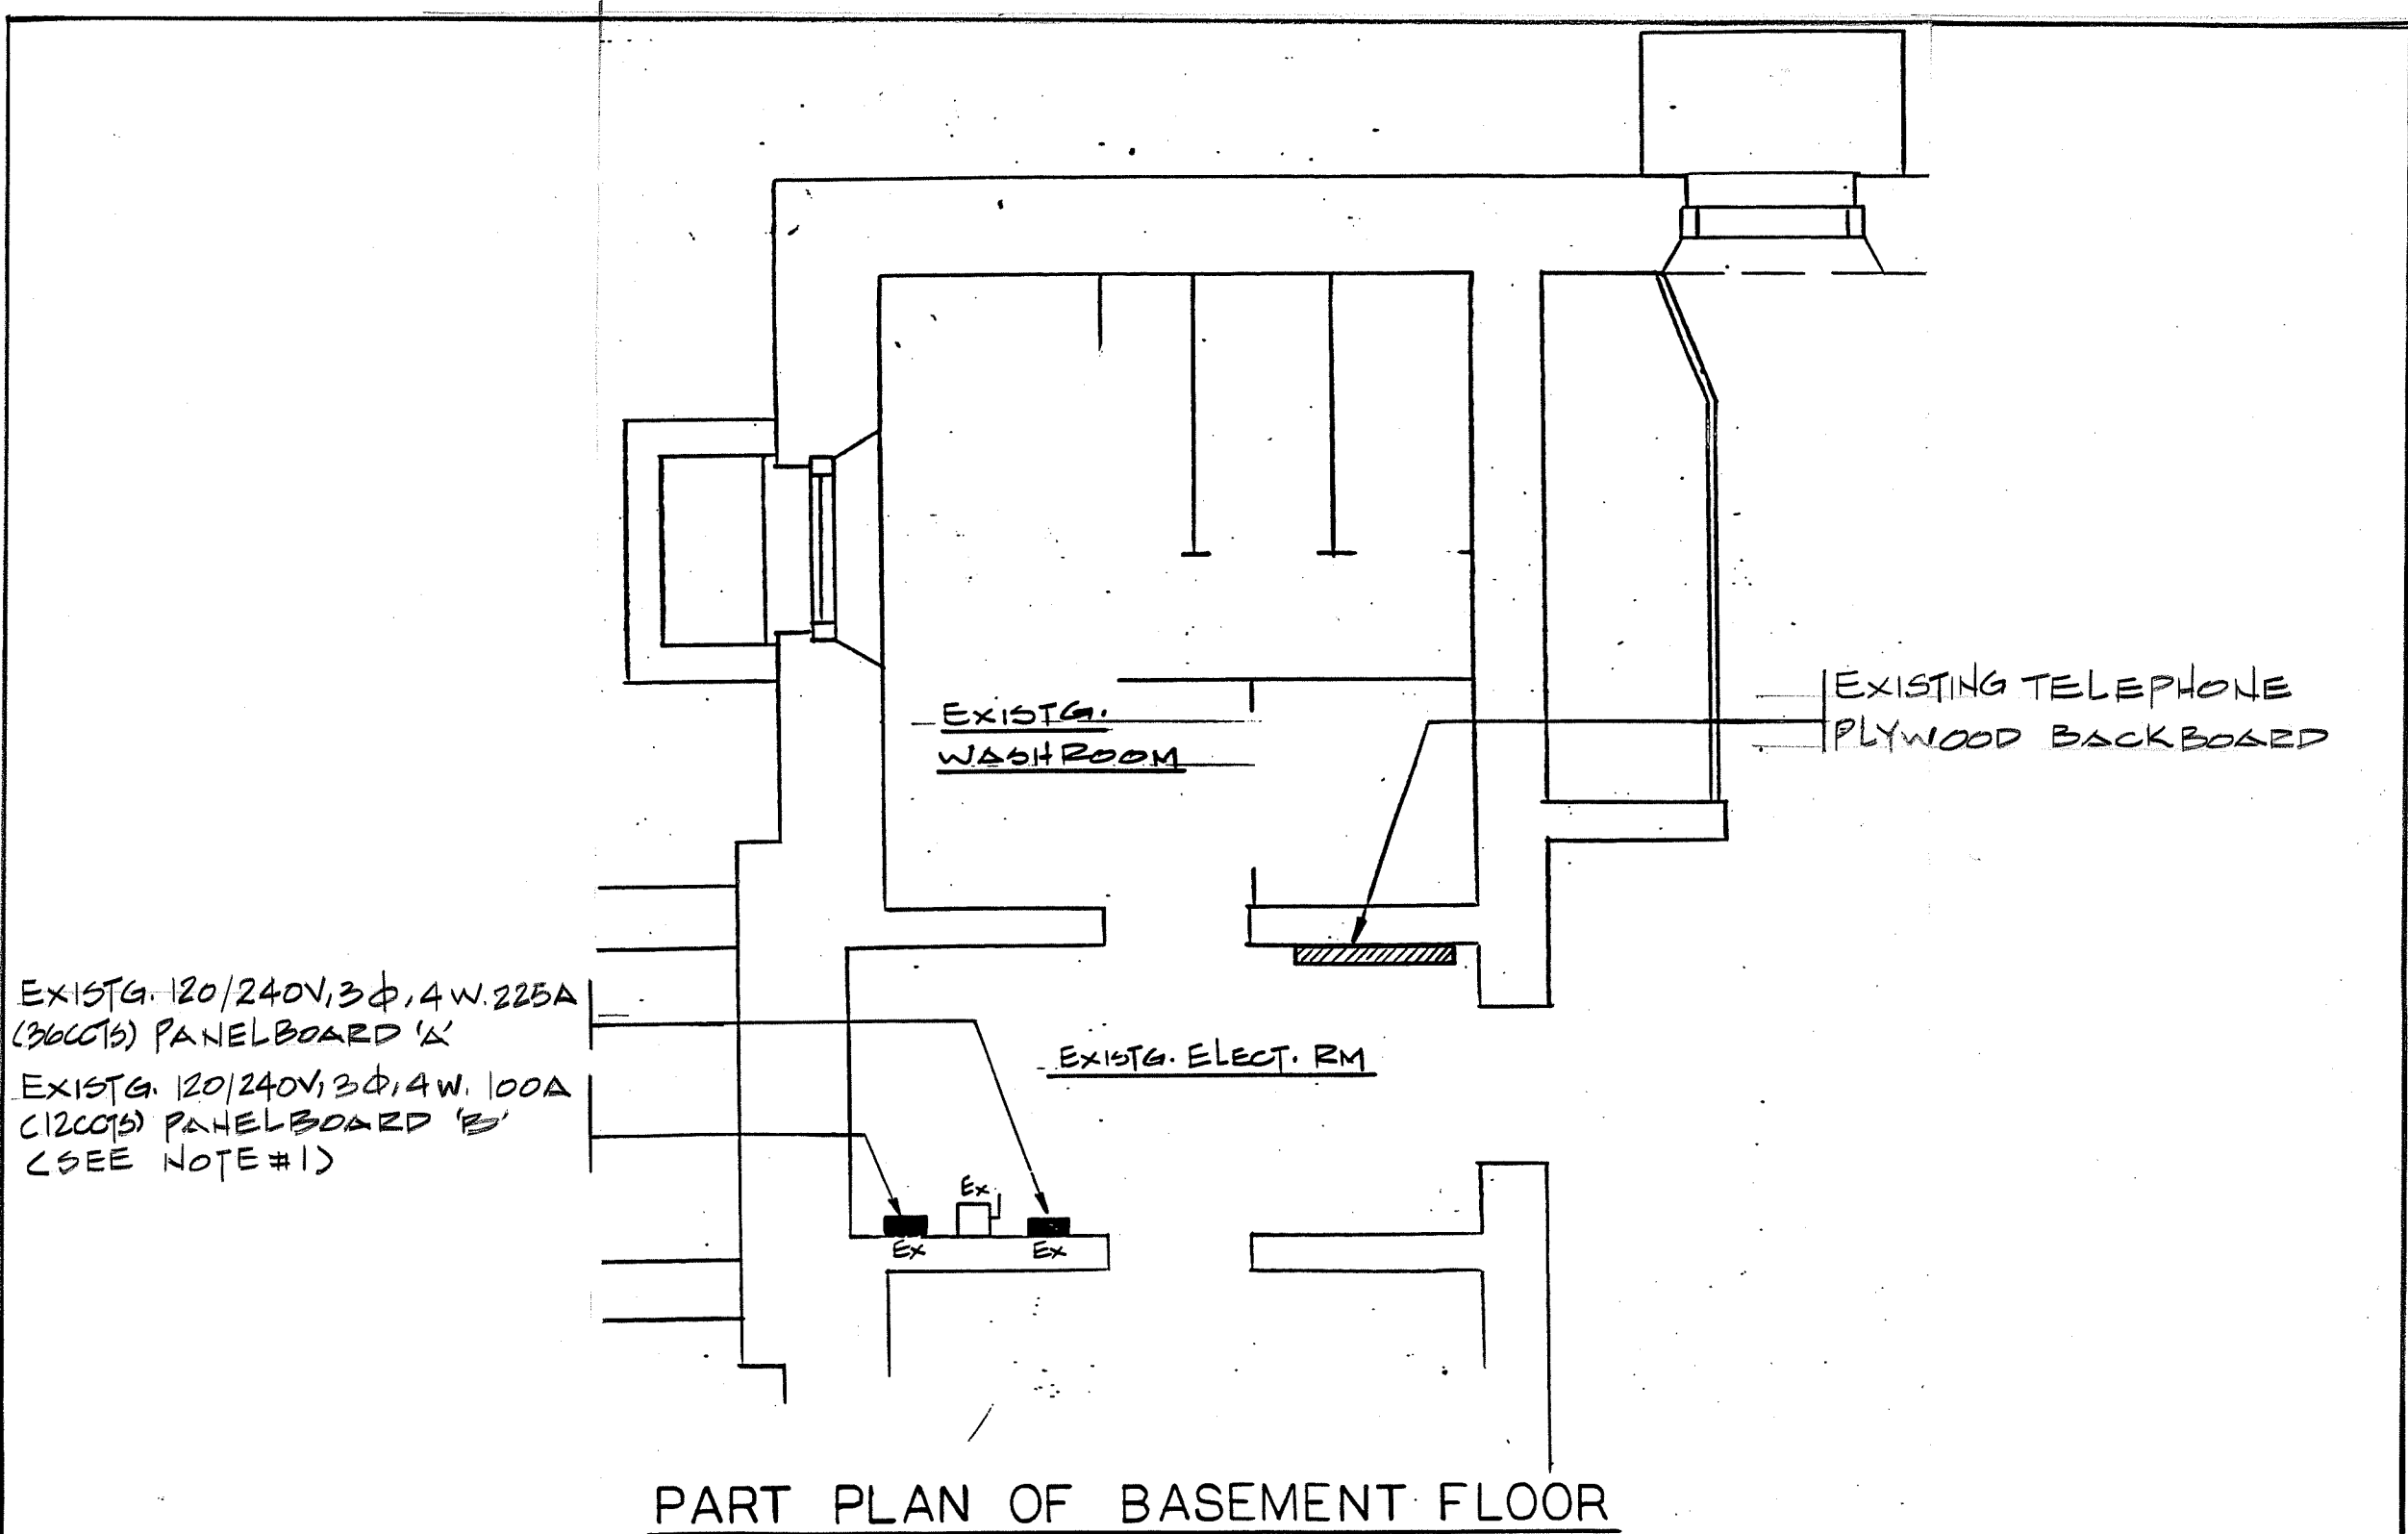 EXISTG.
WASHROOM
EXISTING TELEPHONE
PLYWOOD BACKBOARD
EXISTG. 120/240V, 3Φ, 4W. 225A
(36CCTS) PANELBOARD 'A'
EXISTG. 120/240V, 3Φ, 4W. 100A
(12CCTS) PANELBOARD 'B'
(SEE NOTE #1)
EXISTG. ELECT. RM
Ex
Ex
Ex
PART PLAN OF BASEMENT FLOOR